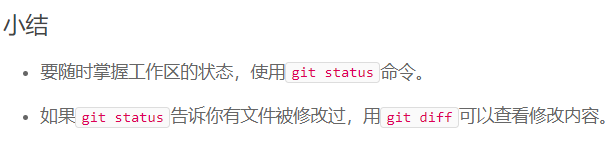 小结
要随时掌握工作区的状态，使用git status命令。
如果git status告诉你有文件被修改过，用git diff可以查看修改内容。